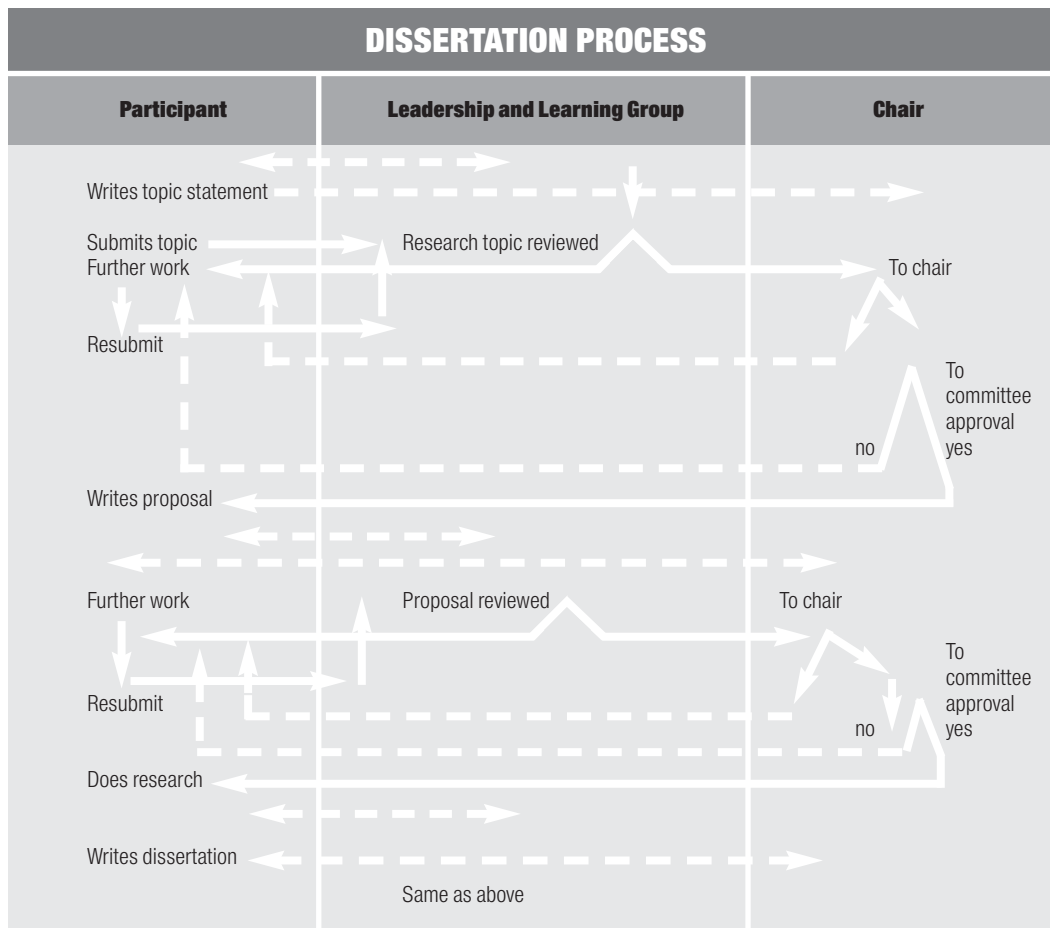 DISSERTATION PROCESS
Participant
Leadership and Learning Group
Chair
Writes topic statement
Submits topic
Research topic reviewed
Further work
To chair
Resubmit
To
committee
approval
no
yes
Writes proposal
Further work
Proposal reviewed
To chair
To
committee
approval
Resubmit
no
yes
Does research
Writes dissertation
Same as above